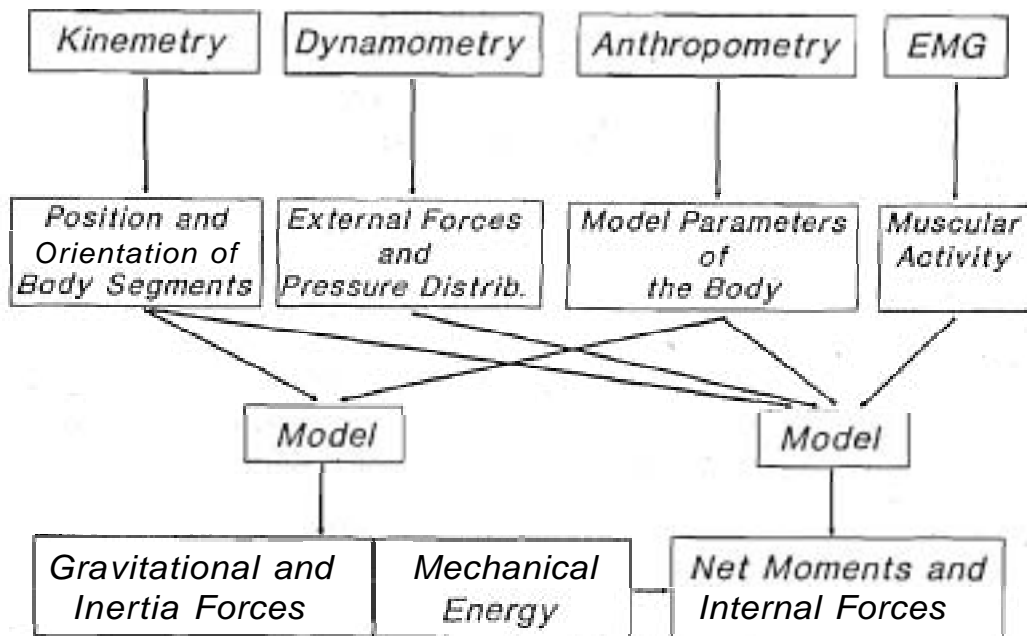 Kinemetry
Dynamometry
Anthropometry
EMG
Position and
Orientation of
Body Segments
External Forces
and
Pressure Distrib.
Model Parameters
of
the Body
Muscular
Activity
Model
Model
Gravitational and
Inertia Forces
Mechanical
Energy
Net Moments and
Internal Forces